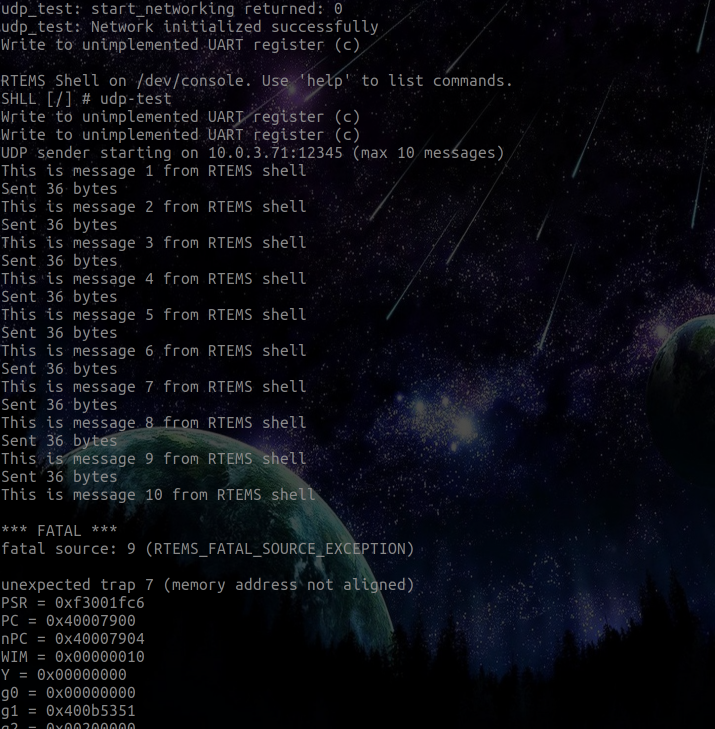 udp_test: start_networking returned: 0
udp_test: Network initialized successfully
Write to unimplemented UART register (c)
RTEMS Shell on /dev/console. Use 'help' to list commands.
SHLL [/] # udp-test
Write to unimplemented UART register (c)
Write to unimplemented UART register (c)
UDP sender starting on 10.0.3.71:12345 (max 10 messages)
This is message 1 from RTEMS shell
Sent 36 bytes
This is message 2 from RTEMS shell
Sent 36 bytes
This is message 3 from RTEMS shell
Sent 36 bytes
This is message 4 from RTEMS shell
Sent 36 bytes
This is message 5 from RTEMS shell
Sent 36 bytes
This is message 6 from RTEMS shell
Sent 36 bytes
This is message 7 from RTEMS shell
Sent 36 bytes
This is message 8 from RTEMS shell
Sent 36 bytes
This is message 9 from RTEMS shell
Sent 36 bytes
This is message 10 from RTEMS shell
*** FATAL ***
fatal source: 9 (RTEMS_FATAL_SOURCE_EXCEPTION)
unexpected trap 7 (memory address not aligned)
PSR = 0xf3001fc6
PC = 0x40007900
nPC = 0x40007904
WIM = 0x00000010
Y = 0x00000000
g0 = 0x00000000
g1 = 0x400b5351
g2 = 0x00200000